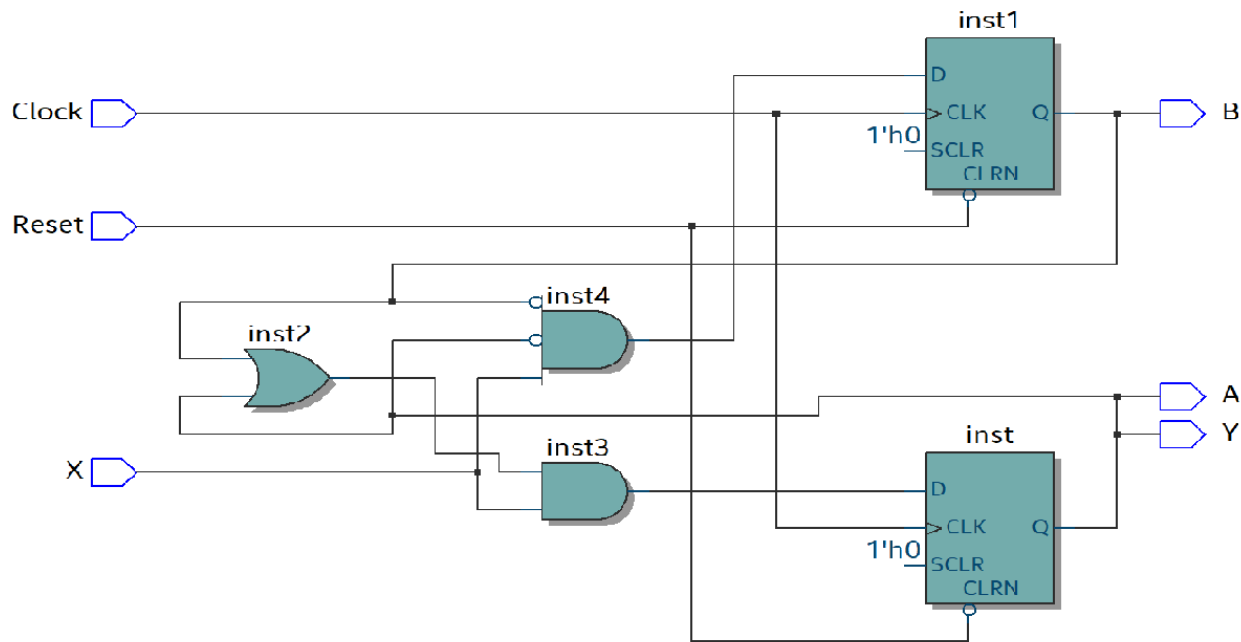 inst1
D
Clock
CLK
Q
B
1'h0
SCLR
CLRN
Reset
inst4
inst2
A
Y
inst
inst3
X
D
CLK
Q
1'h0
SCLR
CLRN